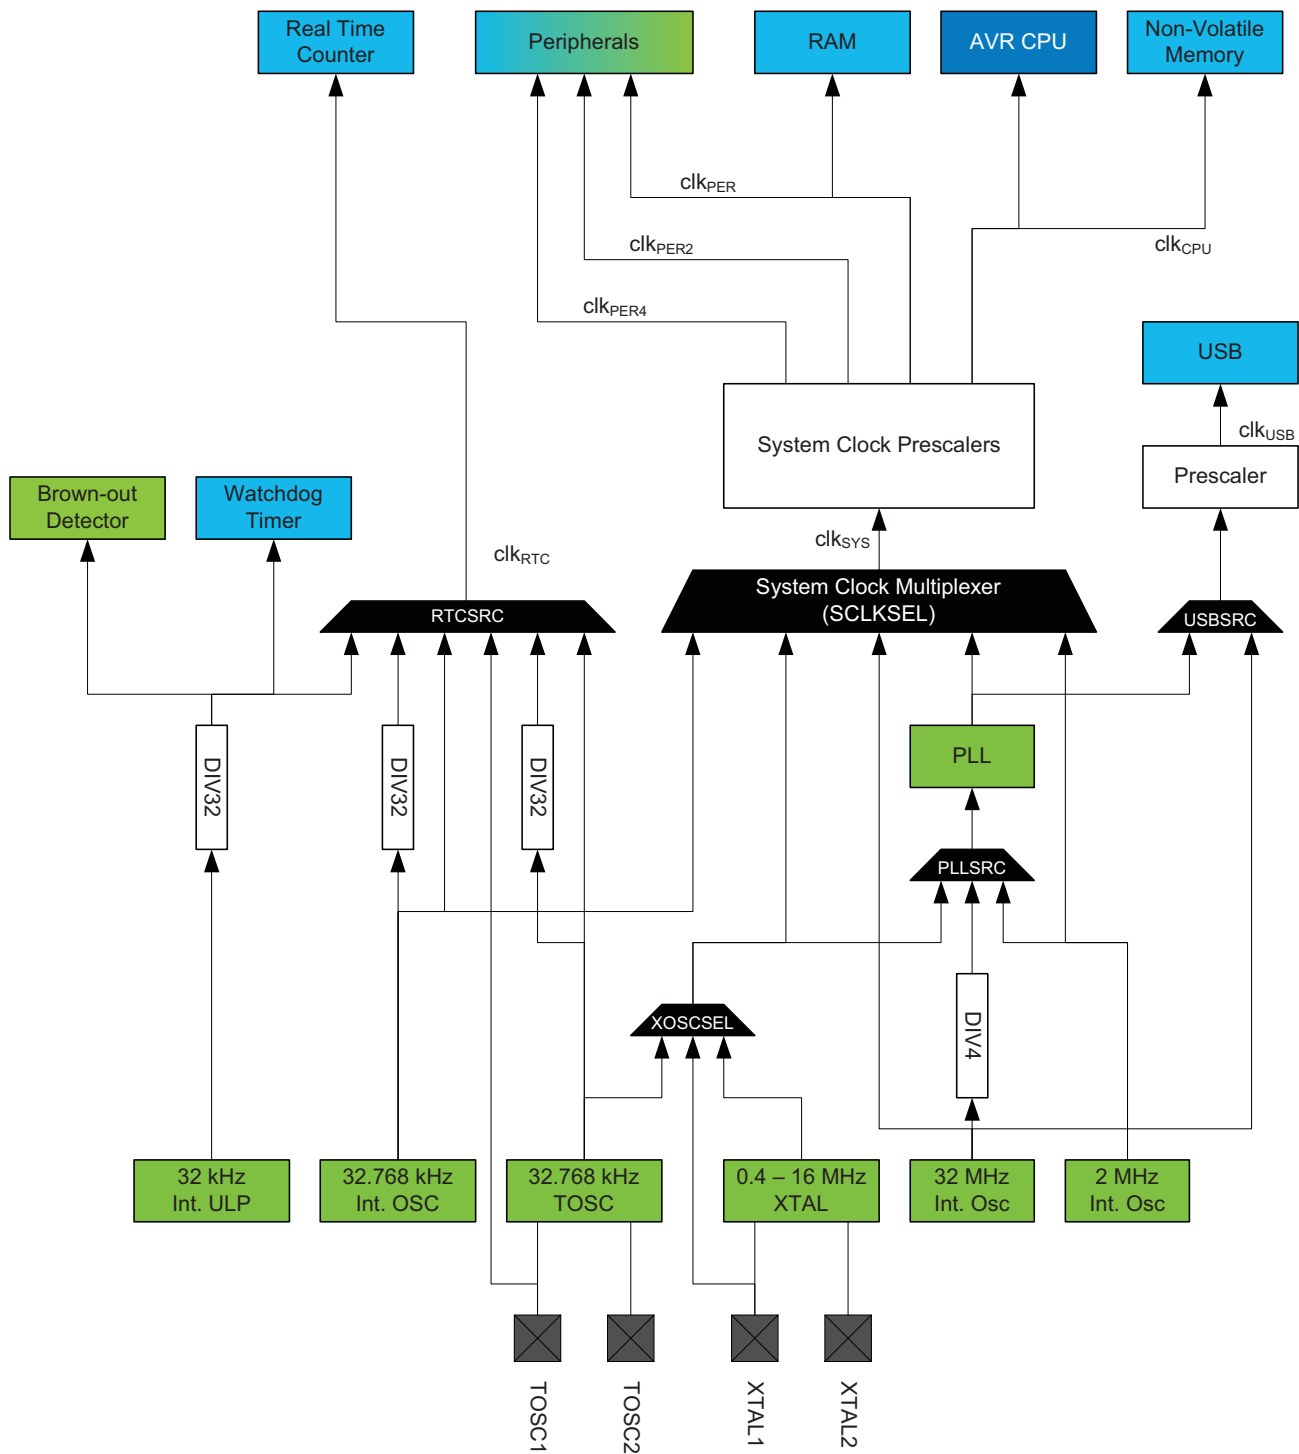 Real Time
Counter
Peripherals
RAM
AVR CPU
Non-Volatile
Memory
clkPER
clkPER2
clkCPU
clkPER4
USB
System Clock Prescalers
clkUSB
Prescaler
Brown-out
Detector
Watchdog
Timer
clkSYS
clkRTC
System Clock Multiplexer
(SCLKSEL)
RTCSRC
USBSRC
DIV32
DIV32
DIV32
PLL
PLLSRC
XOSCSEL
DIV4
32 kHz
Int. ULP
32.768 kHz
Int. OSC
32.768 kHz
TOSC
0.4 – 16 MHz
XTAL
32 MHz
Int. Osc
2 MHz
Int. Osc
TOSC1
TOSC2
XTAL1
XTAL2